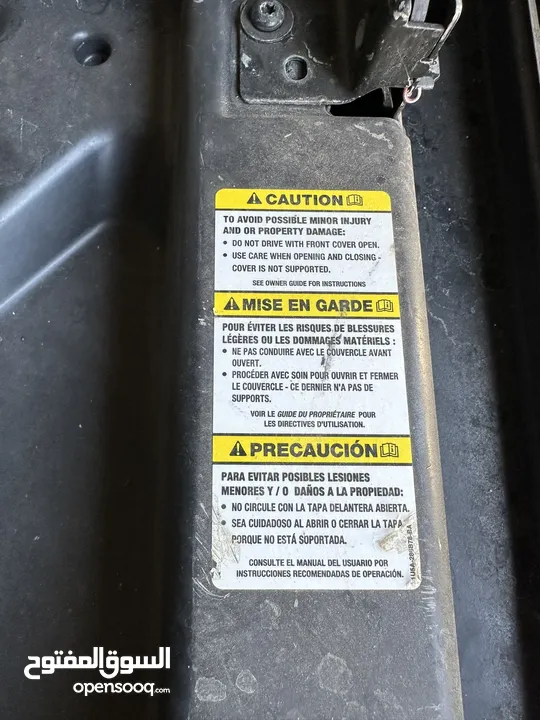 CAUTION
TO AVOID POSSIBLE MINOR INJURY
AND OR PROPERTY DAMAGE:
• DO NOT DRIVE WITH FRONT COVER OPEN.
• USE CARE WHEN OPENING AND CLOSING -
COVER IS NOT SUPPORTED.
SEE OWNER GUIDE FOR INSTRUCTIONS
MISE EN GARDE
POUR ÉVITER LES RISQUES DE BLESSURES
LÉGÈRES OU LES DOMMAGES MATÉRIELS :
• NE PAS CONDUIRE AVEC LE COUVERCLE AVANT
OUVERT.
• PROCÉDER AVEC SOIN POUR OUVRIR ET FERMER
LE COUVERCLE - CE DERNIER N'A PAS DE
SUPPORTS.
VOIR LE GUIDE DU PROPRIÉTAIRE POUR
LES DIRECTIVES D'UTILISATION.
PRECAUCIÓN
PARA EVITAR POSIBLES LESIONES
MENORES Y / O DAÑOS A LA PROPIEDAD:
• NO CIRCULE CON LA TAPA DELANTERA ABIERTA.
• SEA CUIDADOSO AL ABRIR O CERRAR LA TAPA
PORQUE NO ESTÁ SOPORTADA.
CONSULTE EL MANUAL DEL USUARIO POR
INSTRUCCIONES RECOMENDADAS DE OPERACIÓN.
السوق المفتوح
opensooq.com